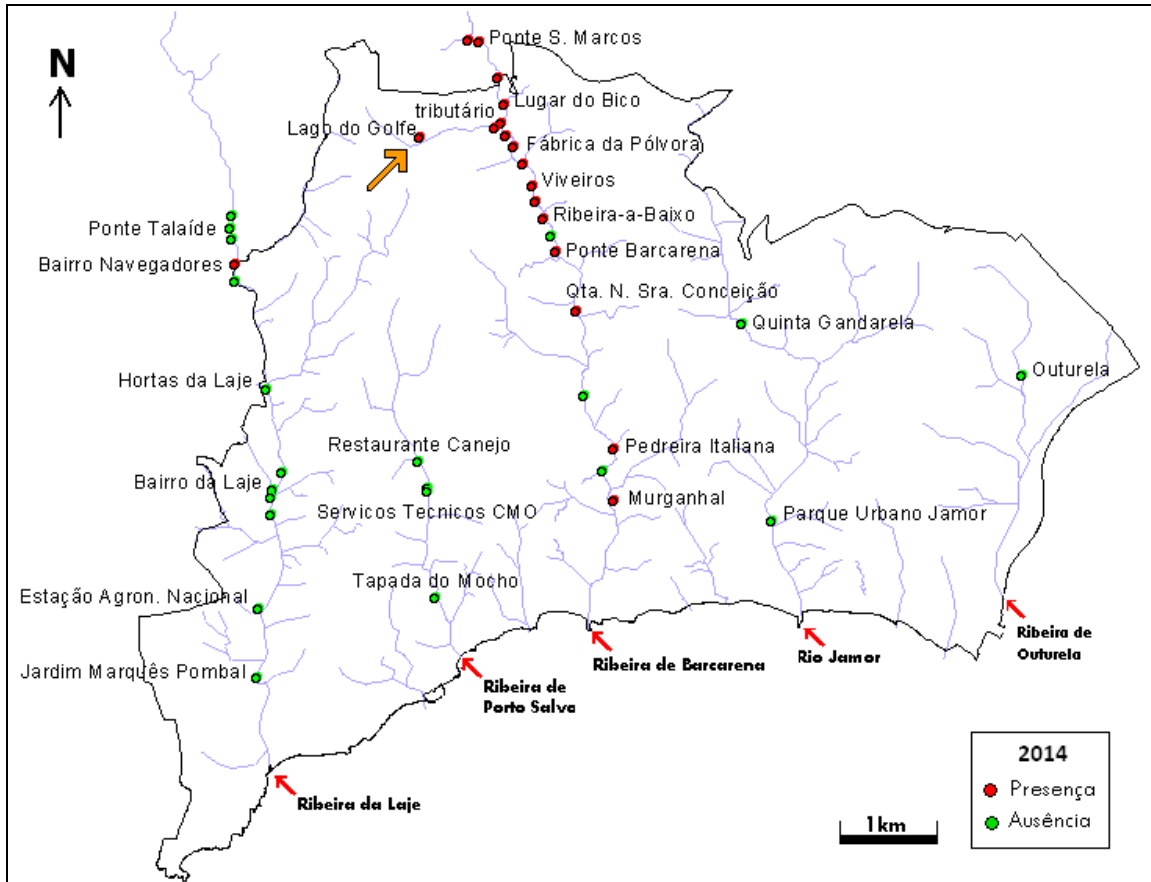 N
Ponte S. Marcos
Lugar do Bico
tributário
Lago do Golfe
Fábrica da Pólvora
Viveiros
Ribeira-a-Baixo
Ponte Talaíde
Ponte Barcarena
Bairro Navegadores
Qta. N. Sra. Conceição
Quinta Gandarela
Hortas da Laje
Outurela
Restaurante Canejo
Pedreira Italiana
Bairro da Laje
Murganhal
Servicos Tecnicos CMO
Parque Urbano Jamor
Tapada do Mocho
Estação Agron. Nacional
Ribeira de
Outurela
Ribeira de Barcarena
Rio Jamor
Jardim Marquês Pombal
Ribeira de
Porto Salvo
Ribeira da Laje
1km
2014
Presença
Ausência